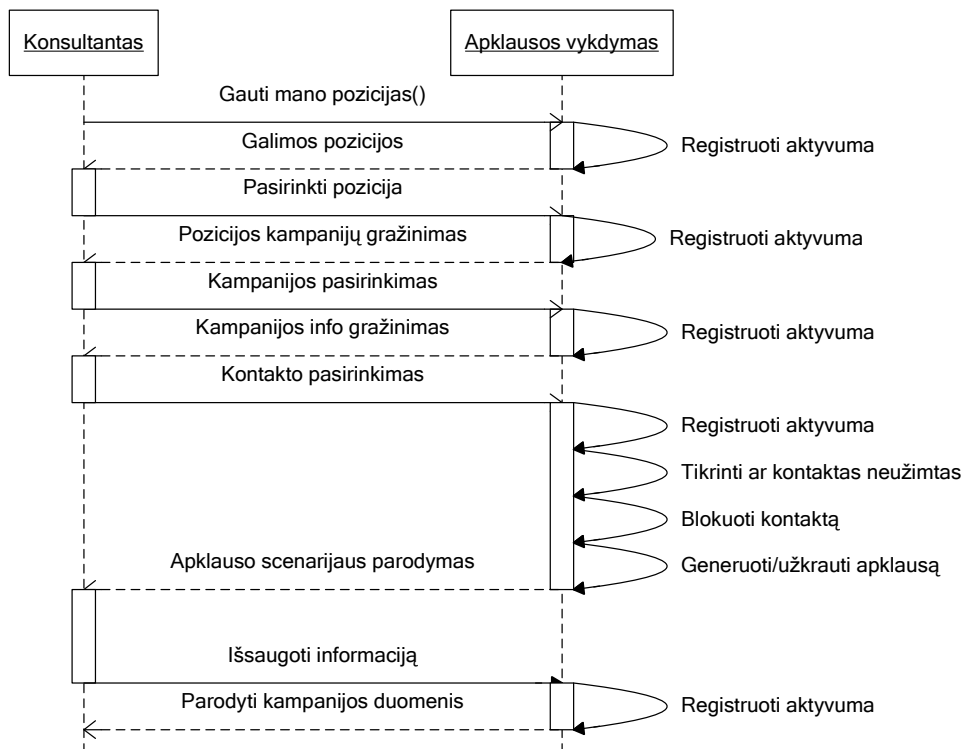 Konsultantas
Apklausos vykdymas
Gauti mano pozicijas()
Galimos pozicijos
Registruoti aktyvuma
Pasirinkti pozicija
Pozicijos kampanijų gražinimas
Registruoti aktyvuma
Kampanijos pasirinkimas
Kampanijos info gražinimas
Registruoti aktyvuma
Kontakto pasirinkimas
Registruoti aktyvuma
Tikrinti ar kontaktas neužimtas
Blokuoti kontaktą
Apklauso scenarijaus parodymas
Generuoti/užkrauti apklausą
Išsaugoti informaciją
Parodyti kampanijos duomenis
Registruoti aktyvuma